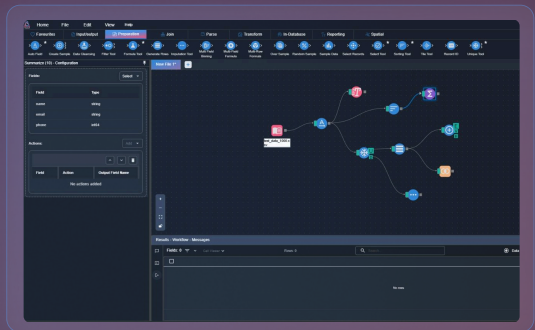 Home File Edit View Help
Favourites Input/output Preparation Join Parse Transform In Database Reporting Spatial
Auto Field Create Sample Data Cleansing Filter Tool Formula Tool Generate Rows Imputation Tool Multi Field Binning Multi Field Formula Multi Row Formula Over Sample Random Sample Sample Data Select Records Select Tool Sorting Tool Tile Tool Record ID Unique Tool
Summarize (10) - Configuration
New File 1*
Fields: Select
Field Type
name string
email string
phone int64
Actions Add
Field Action Output Field Name
No actions added
Results - Workflow - Messages
Fields: 0 Rows: 0 Data
No rows